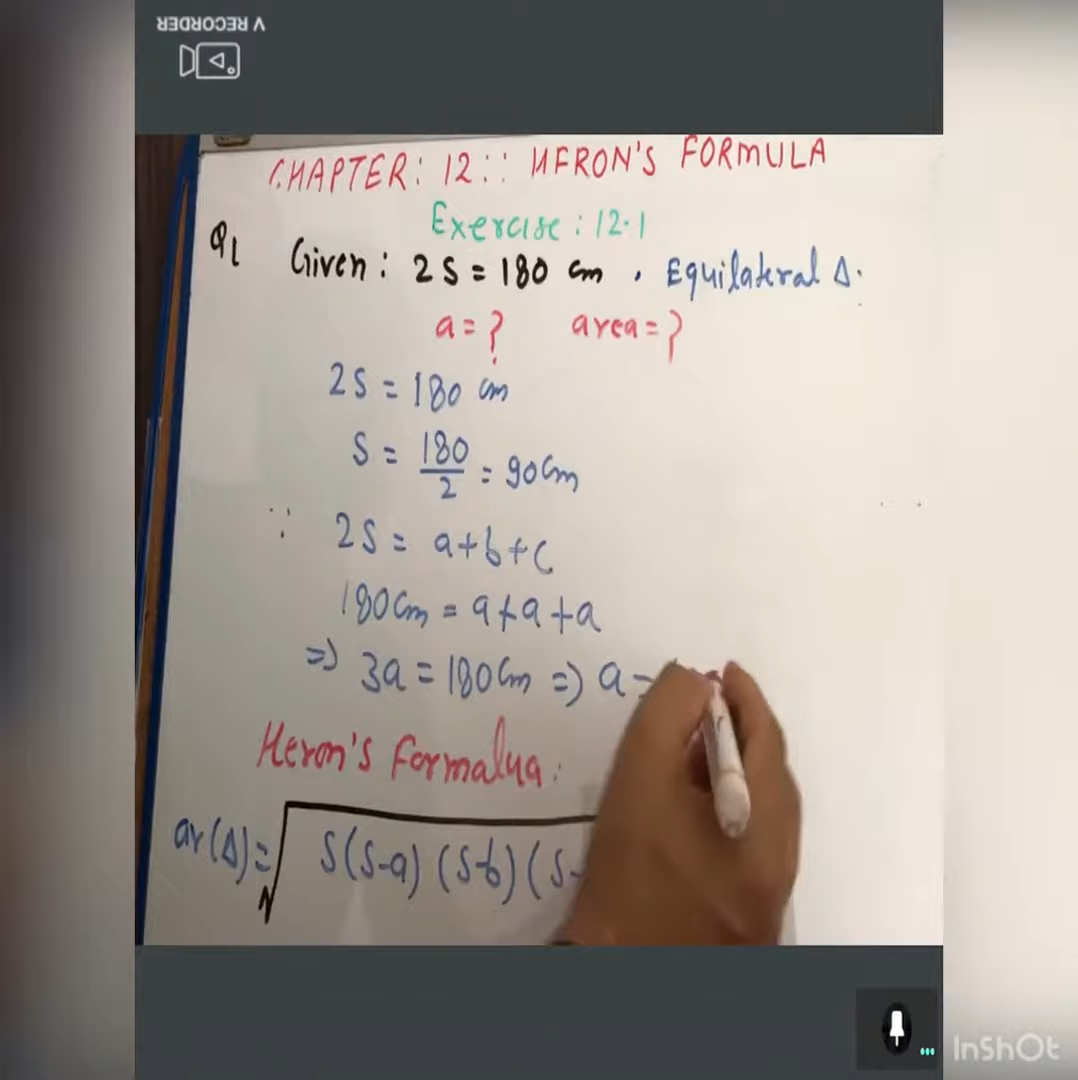 V RECORDER
CHAPTER: 12:: HERON'S FORMULA
Exercise: 12.1
Q1 Given: 2S = 180 cm, Equilateral Δ.
a = ? area = ?
2S = 180 cm
S = 180/2 = 90cm
∵ 2S = a+b+c
180cm = a+a+a
=> 3a = 180cm => a =
Heron's Formalua:
ar(Δ) = √S(S-a)(S-b)(S-
InShOt